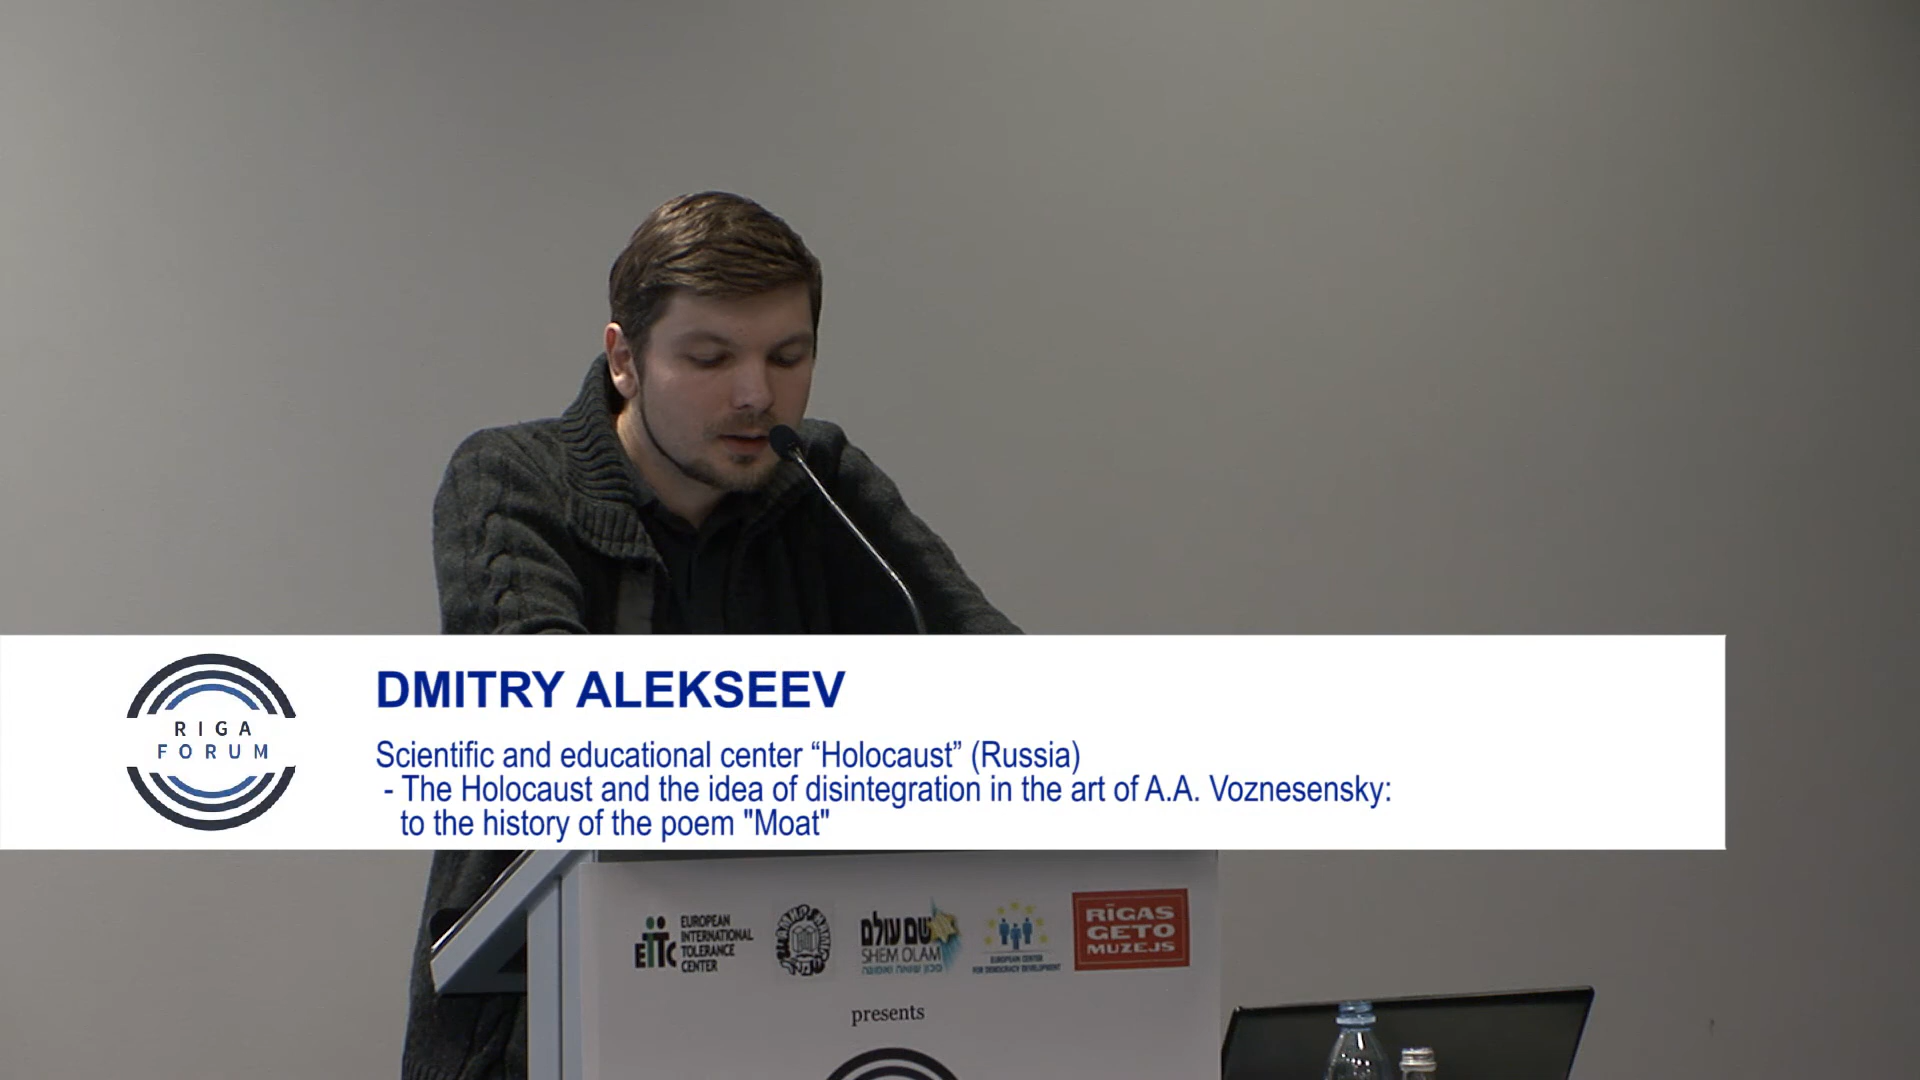 RIGA
FORUM
DMITRY ALEKSEEV
Scientific and educational center “Holocaust” (Russia)
- The Holocaust and the idea of disintegration in the art of A.A. Voznesensky:
to the history of the poem "Moat"
EITC
EUROPEAN
INTERNATIONAL
TOLERANCE
CENTER
שם עולם
SHEM OLAM
EUROPEAN CENTER
FOR DEMOCRACY DEVELOPMENT
RĪGAS
GETO
MUZEJS
presents